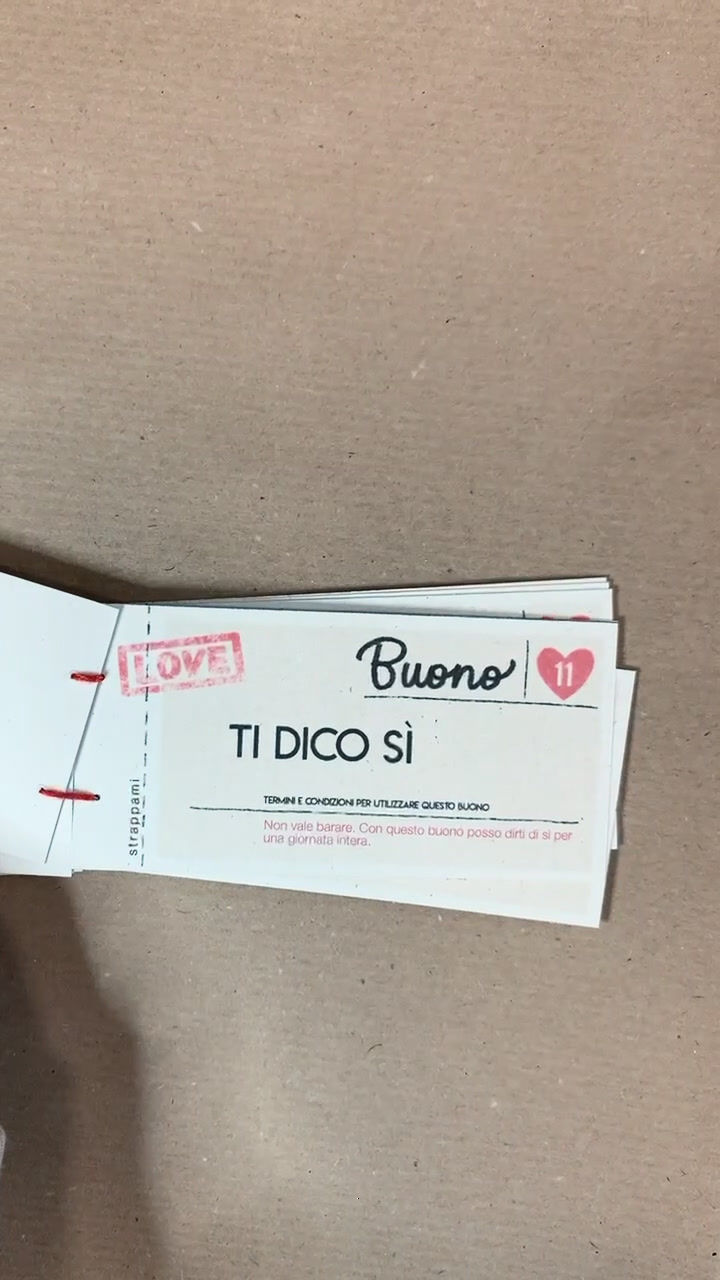 LOVE
Buono 11
TI DICO SÌ
strappami
TERMINI E CONDIZIONI PER UTILIZZARE QUESTO BUONO
Non vale barare. Con questo buono posso dirti di si per
una giornata intera.